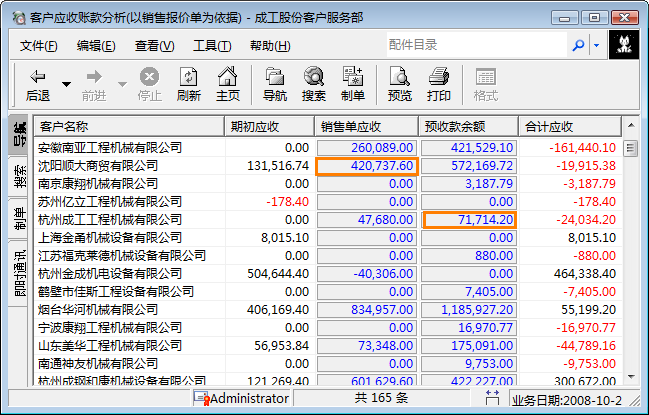 客户应收账款分析(以销售报价单为依据) - 成工股份客户服务部
文件(F) 编辑(E) 查看(V) 工具(T) 帮助(H) 配件目录
后退 前进 停止 刷新 主页 导航 搜索 制单 预览 打印 格式
导航
搜索
制单
即时通讯
客户名称 期初应收 销售单应收 预收款余额 合计应收
安徽南亚工程机械有限公司 0.00 260,089.00 421,529.10 -161,440.10
沈阳顺大商贸有限公司 131,516.74 420,737.60 572,169.72 -19,915.38
南京康翔机械有限公司 0.00 0.00 3,187.79 -3,187.79
苏州亿立工程机械有限公司 -178.40 0.00 0.00 -178.40
杭州成工工程机械有限公司 0.00 47,680.00 71,714.20 -24,034.20
上海金甬机械设备有限公司 8,015.10 0.00 0.00 8,015.10
江苏福克莱德机械有限公司 0.00 0.00 880.00 -880.00
杭州金成机电设备有限公司 504,644.40 -40,306.00 0.00 464,338.40
鹤壁市佳斯工程设备有限公司 0.00 0.00 7,405.00 -7,405.00
烟台华河机械有限公司 406,169.40 834,957.00 1,185,927.20 55,199.20
宁波康翔工程机械有限公司 0.00 0.00 16,970.77 -16,970.77
山东美华工程机械有限公司 56,953.84 73,348.00 175,091.00 -44,789.16
南通神友机械有限公司 0.00 0.00 9,753.00 -9,753.00
杭州成钢和康机械设备有限公司 121,269.40 601,629.60 422,227.00 300,672.00
Administrator 共 165 条 业务日期:2008-10-2